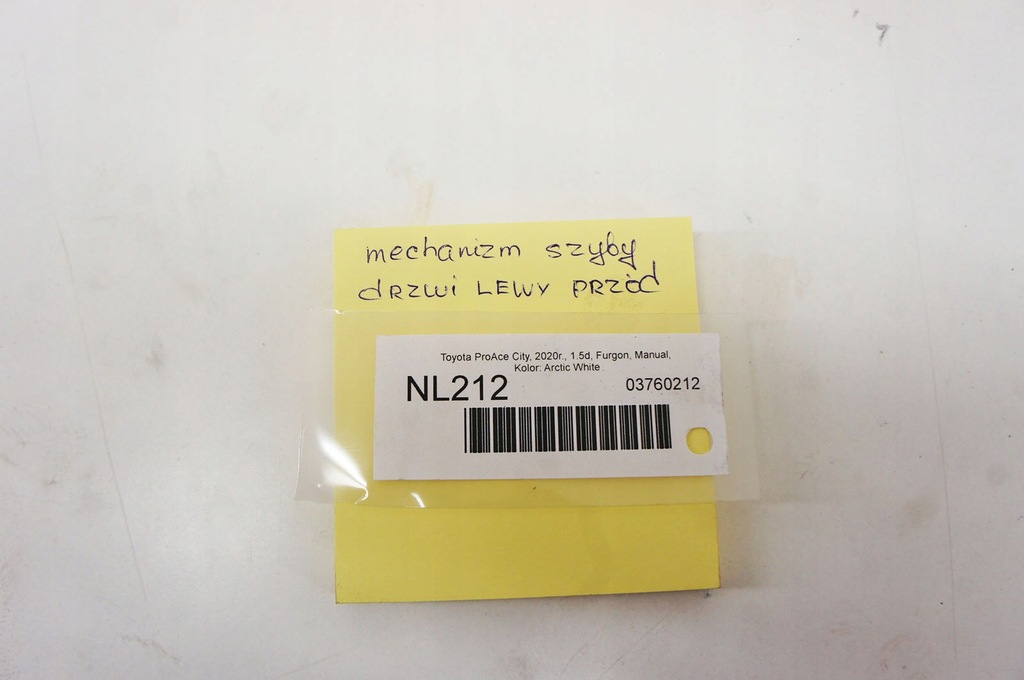 mechanizm szyby
dRZWi LEWY PRZÓd
Toyota ProAce City, 2020r., 1.5d, Furgon, Manual,
Kolor: Arctic White
NL212
03760212